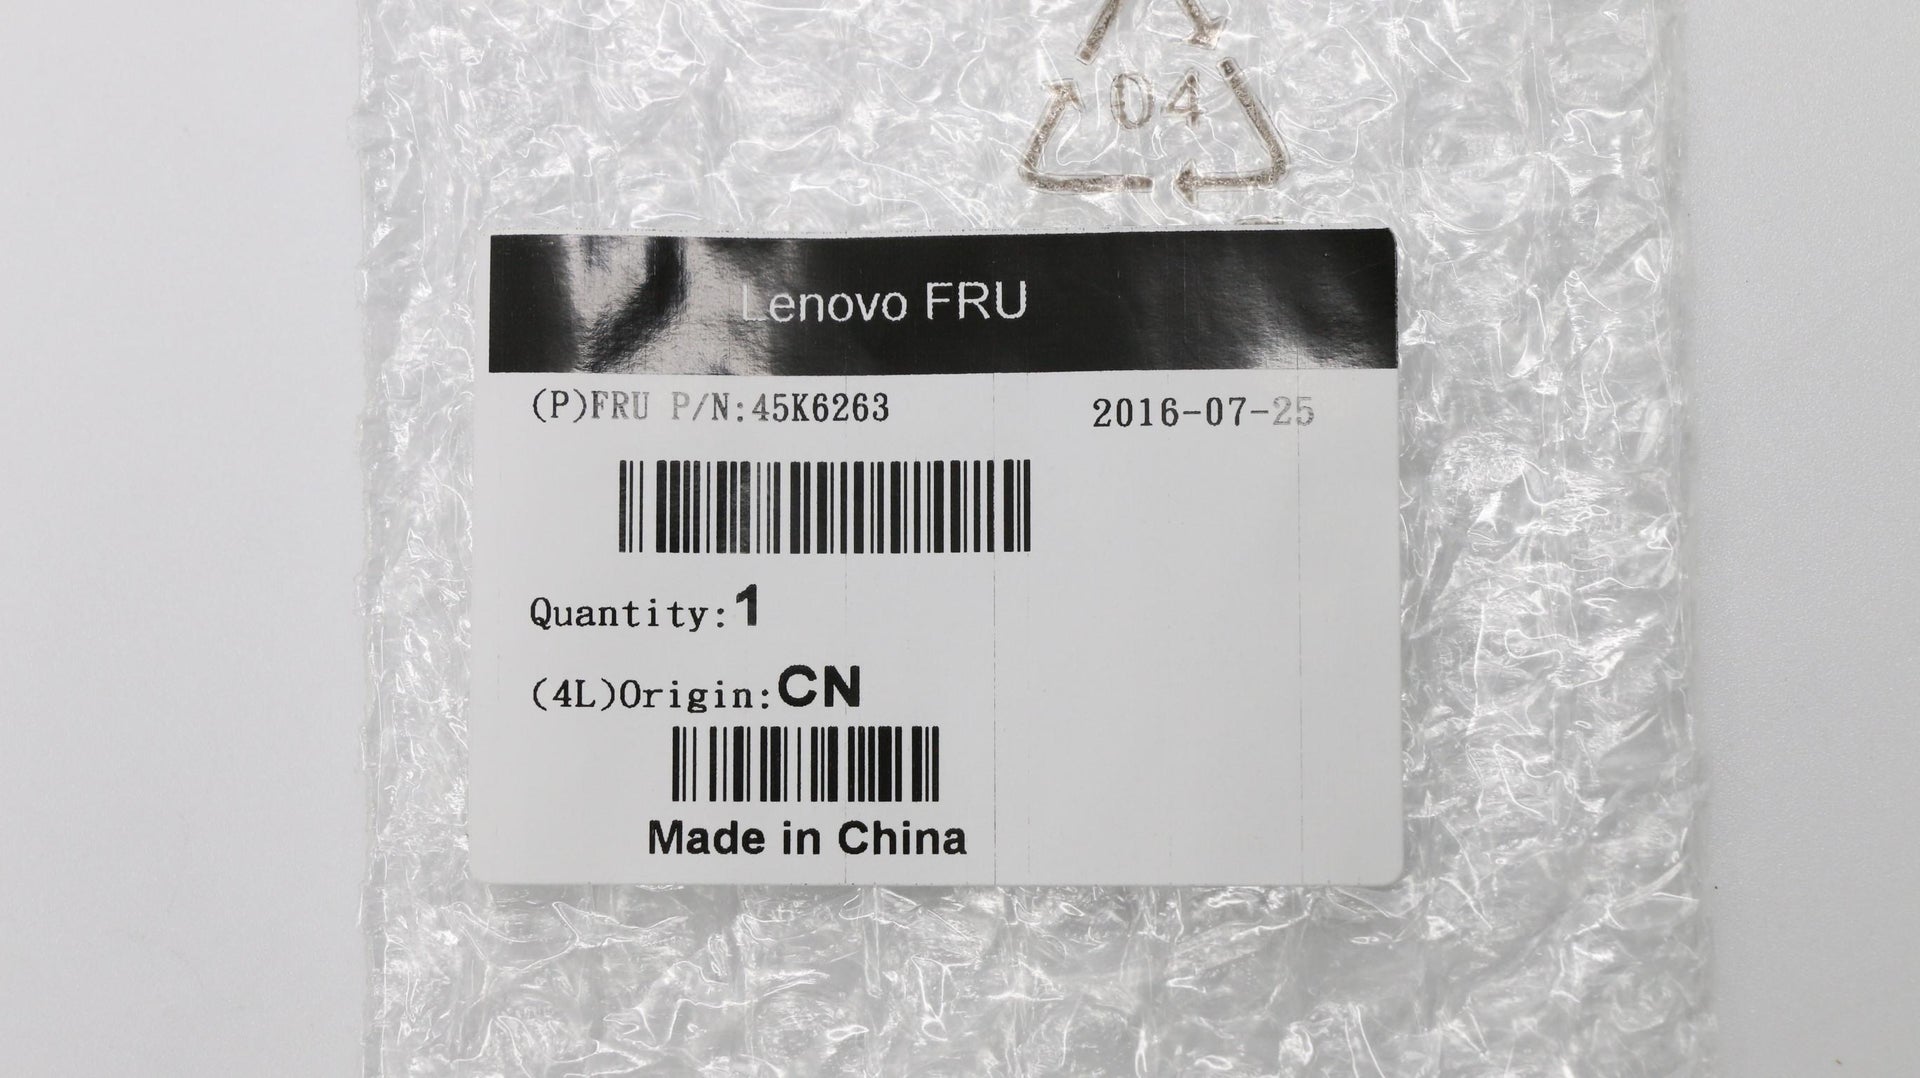 04
Lenovo FRU
(P)FRU P/N:45K6263
2016-07-25
Quantity:1
(4L)Origin:CN
Made in China